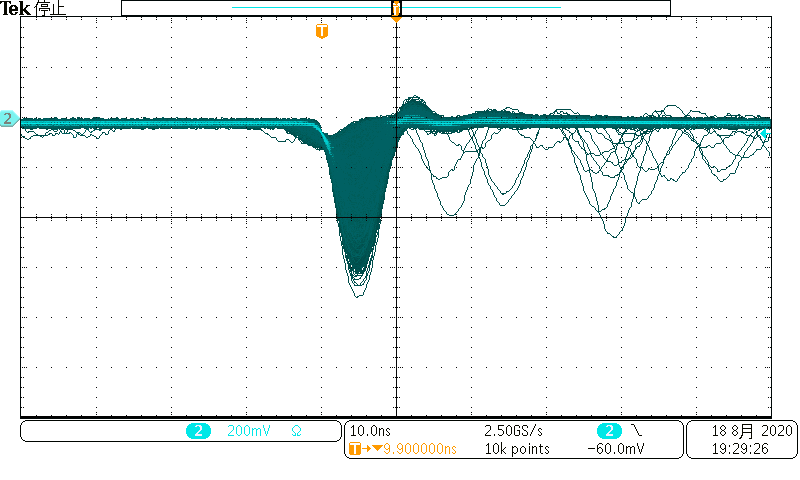 Tek 停止
T
T
2
2 200mV Ω
10.0ns 2.50GS/s 2
T→▼9.900000ns 10k points −60.0mV
18 8月 2020
19:29:26